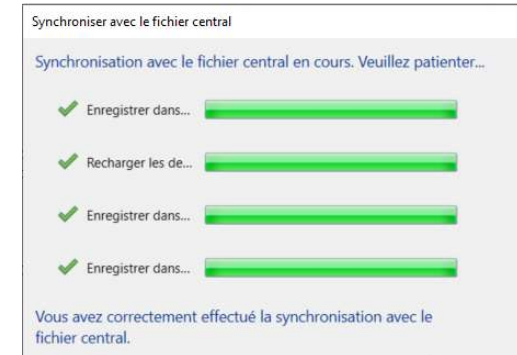 Synchroniser avec le fichier central
Synchronisation avec le fichier central en cours. Veuillez patienter...
Enregistrer dans...
Recharger les de...
Enregistrer dans...
Enregistrer dans...
Vous avez correctement effectué la synchronisation avec le
fichier central.